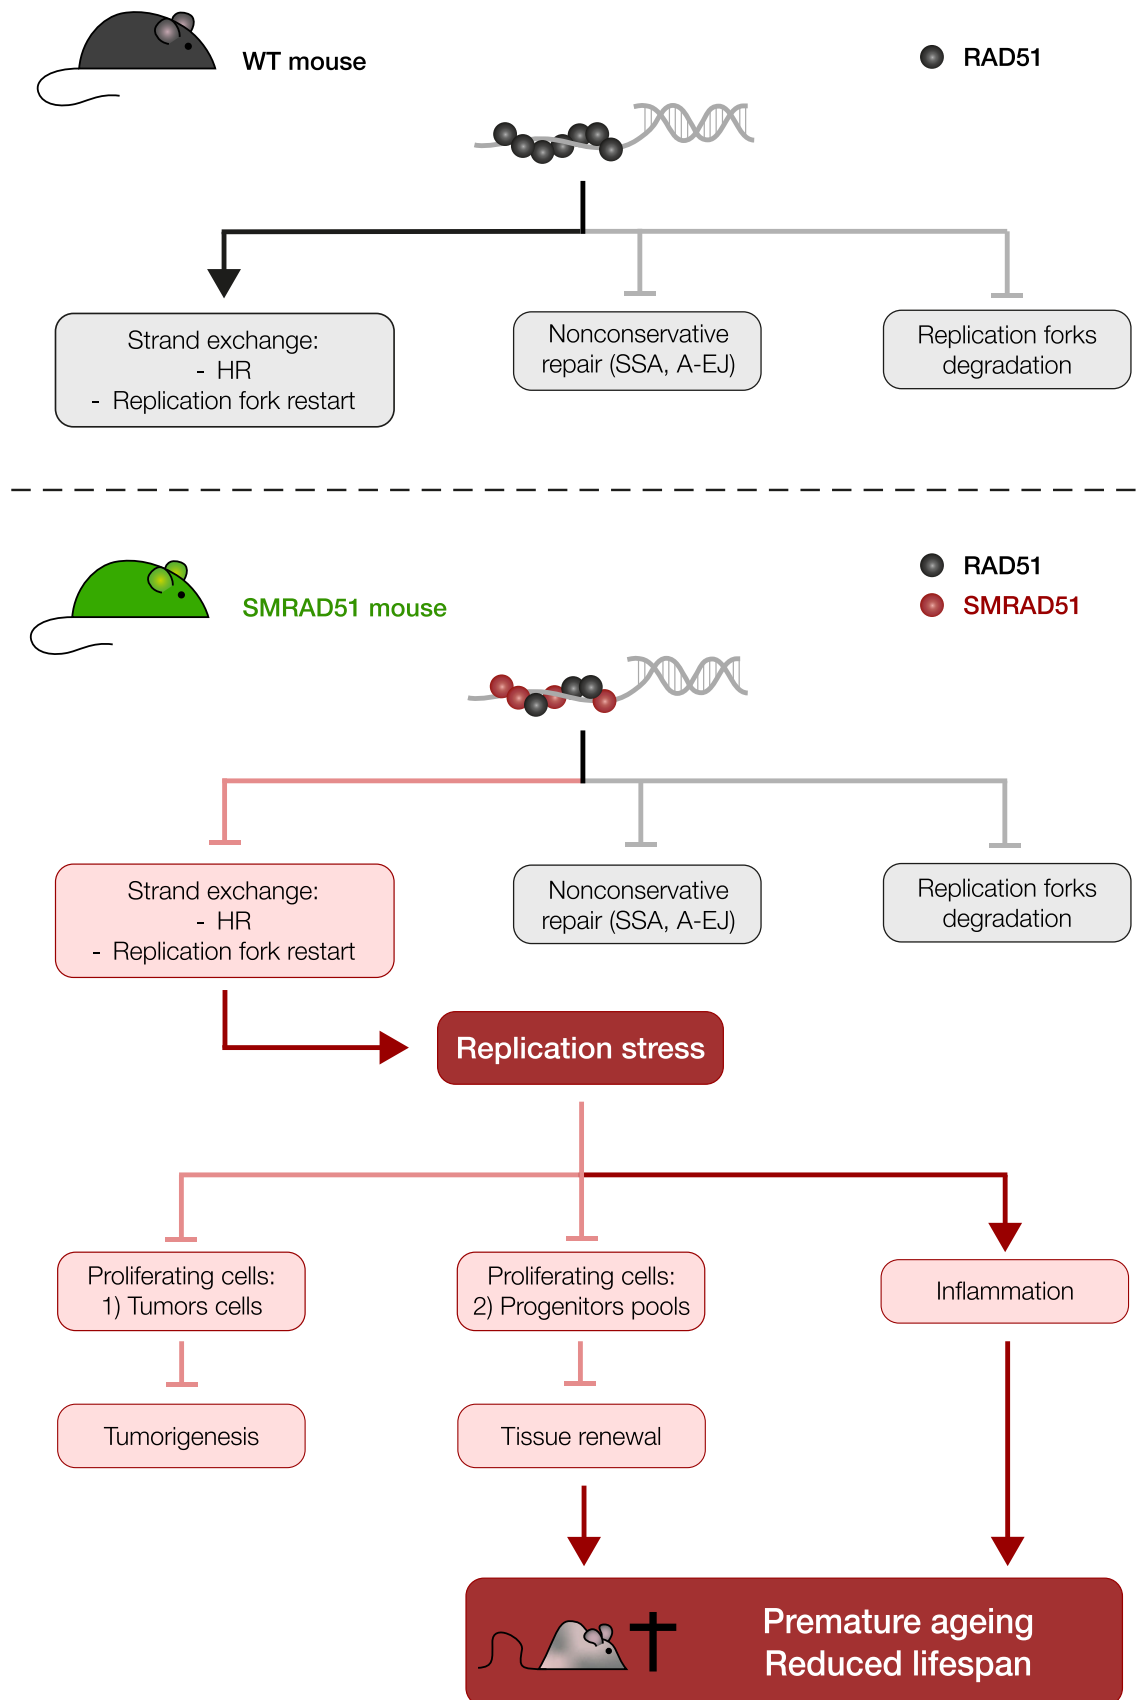 WT mouse
RAD51
Strand exchange:
- HR
- Replication fork restart
Nonconservative
repair (SSA, A-EJ)
Replication forks
degradation
SMRAD51 mouse
RAD51
SMRAD51
Strand exchange:
- HR
- Replication fork restart
Nonconservative
repair (SSA, A-EJ)
Replication forks
degradation
Replication stress
Proliferating cells:
1) Tumors cells
Proliferating cells:
2) Progenitors pools
Inflammation
Tumorigenesis
Tissue renewal
Premature ageing
Reduced lifespan